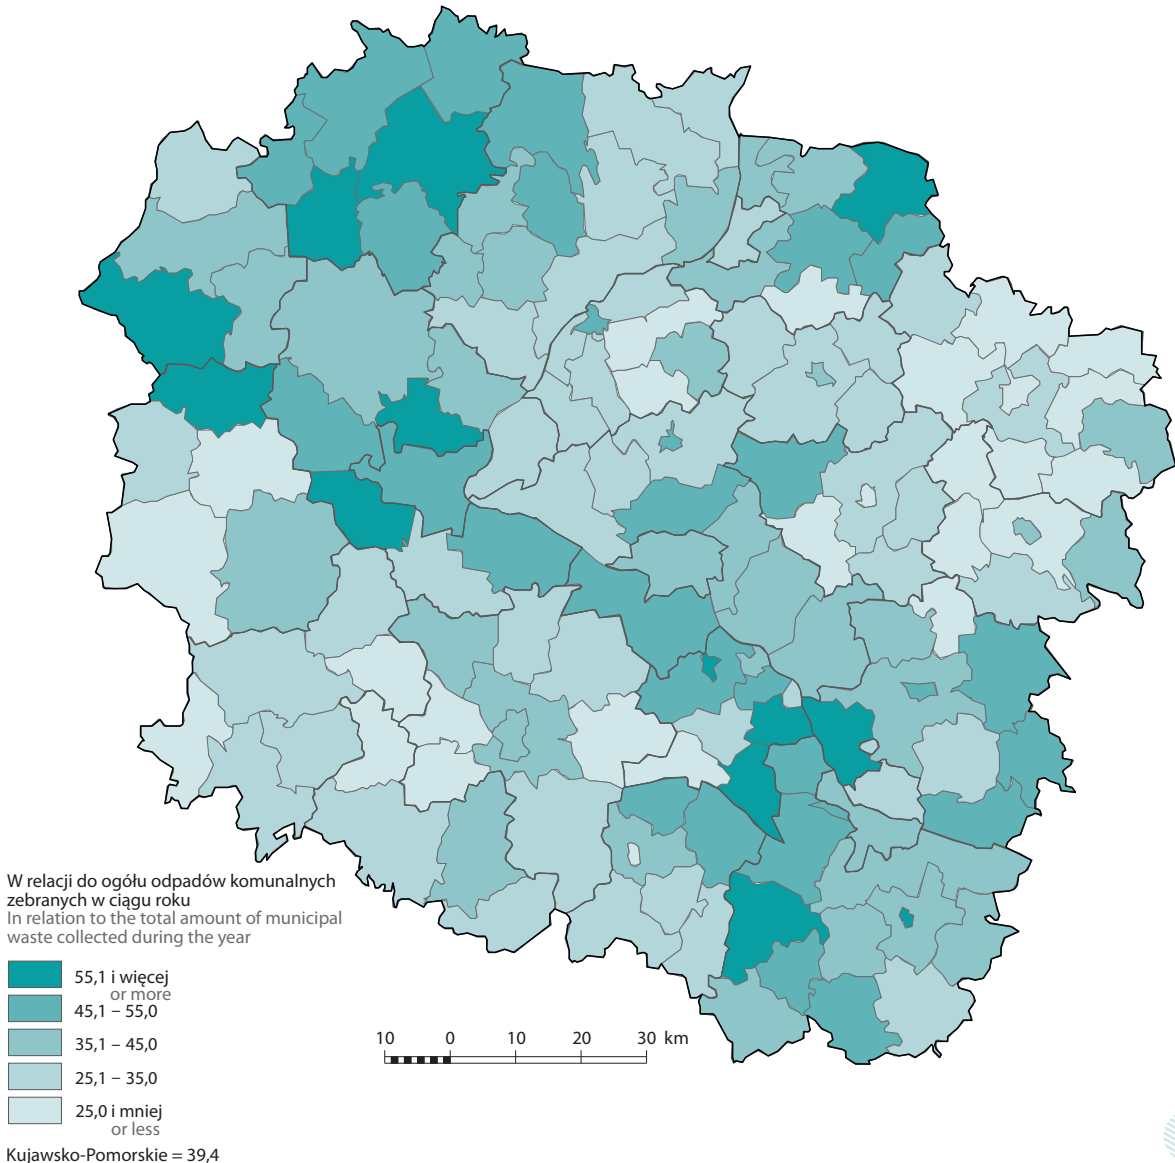 W relacji do ogółu odpadów komunalnych
zebranych w ciągu roku
In relation to the total amount of municipal
waste collected during the year
55,1 i więcej
or more
45,1 – 55,0
35,1 – 45,0
25,1 – 35,0
25,0 i mniej
or less
Kujawsko-Pomorskie = 39,4
10 0 10 20 30 km